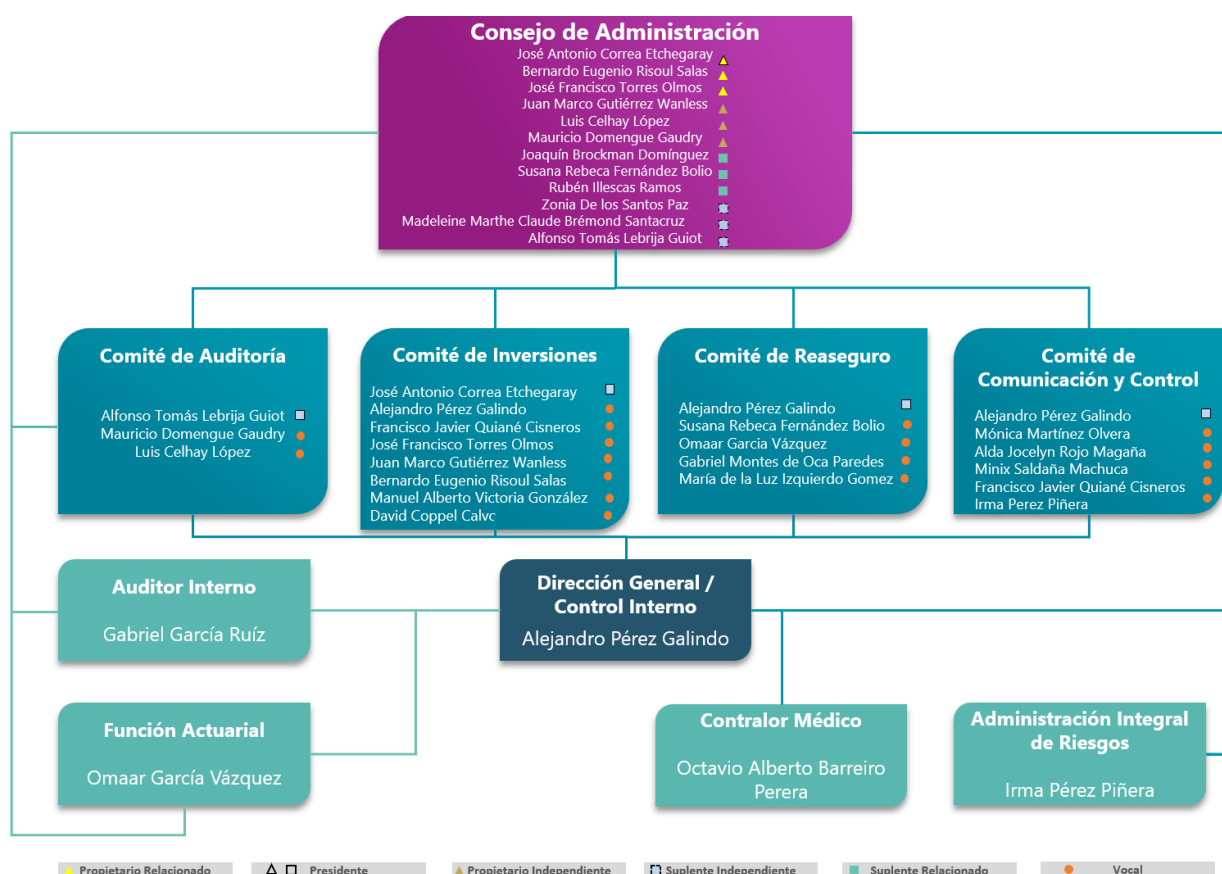 Consejo de Administración
José Antonio Correa Etchegaray
Bernardo Eugenio Risoul Salas
José Francisco Torres Olmos
Juan Marco Gutiérrez Wanless
Luis Celhay López
Mauricio Domengue Gaudry
Joaquín Brockman Domínguez
Susana Rebeca Fernández Bolio
Rubén Illescas Ramos
Zonia De los Santos Paz
Madeleine Marthe Claude Brémond Santacruz
Alfonso Tomás Lebrija Guiot
Comité de Auditoría
Alfonso Tomás Lebrija Guiot
Mauricio Domengue Gaudry
Luis Celhay López
Comité de Inversiones
José Antonio Correa Etchegaray
Alejandro Pérez Galindo
Francisco Javier Quiané Cisneros
José Francisco Torres Olmos
Juan Marco Gutiérrez Wanless
Bernardo Eugenio Risoul Salas
Manuel Alberto Victoria González
David Coppel Calvo
Comité de Reaseguro
Alejandro Pérez Galindo
Susana Rebeca Fernández Bolio
Omaar Garcia Vázquez
Gabriel Montes de Oca Paredes
María de la Luz Izquierdo Gomez
Comité de
Comunicación y Control
Alejandro Pérez Galindo
Mónica Martínez Olvera
Alda Jocelyn Rojo Magaña
Minix Saldaña Machuca
Francisco Javier Quiané Cisneros
Irma Perez Piñera
Auditor Interno
Gabriel García Ruíz
Dirección General /
Control Interno
Alejandro Pérez Galindo
Función Actuarial
Omaar García Vázquez
Contralor Médico
Octavio Alberto Barreiro
Perera
Administración Integral
de Riesgos
Irma Pérez Piñera
Propietario Relacionado
Presidente
Propietario Independiente
Suplente Independiente
Suplente Relacionado
Vocal